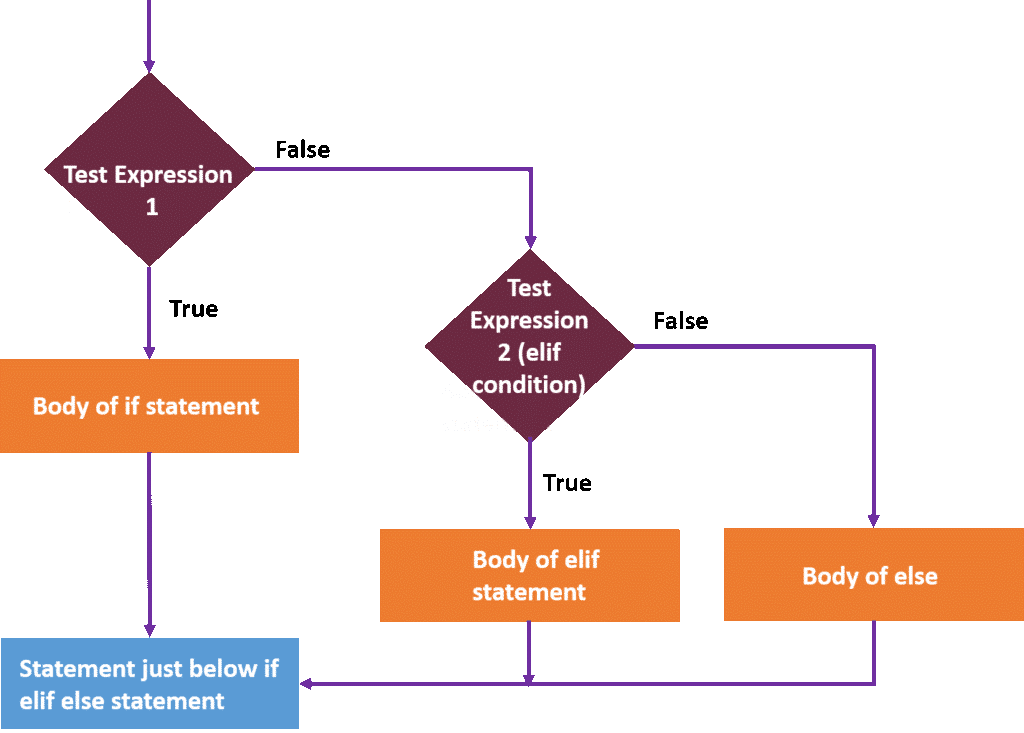 False
Test Expression
1
True
Test
Expression
2 (elif
condition)
False
Body of if statement
True
Body of elif
statement
Body of else
Statement just below if
elif else statement